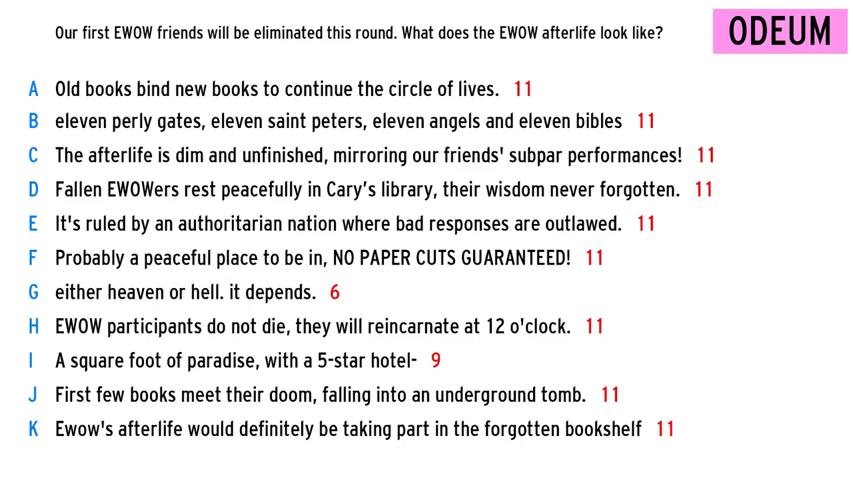 Our first EWOW friends will be eliminated this round. What does the EWOW afterlife look like?
ODEUM
A Old books bind new books to continue the circle of lives. 11
B eleven perly gates, eleven saint peters, eleven angels and eleven bibles 11
C The afterlife is dim and unfinished, mirroring our friends' subpar performances! 11
D Fallen EWOWers rest peacefully in Cary's library, their wisdom never forgotten. 11
E It's ruled by an authoritarian nation where bad responses are outlawed. 11
F Probably a peaceful place to be in, NO PAPER CUTS GUARANTEED! 11
G either heaven or hell. it depends. 6
H EWOW participants do not die, they will reincarnate at 12 o'clock. 11
I A square foot of paradise, with a 5-star hotel- 9
J First few books meet their doom, falling into an underground tomb. 11
K Ewow's afterlife would definitely be taking part in the forgotten bookshelf 11